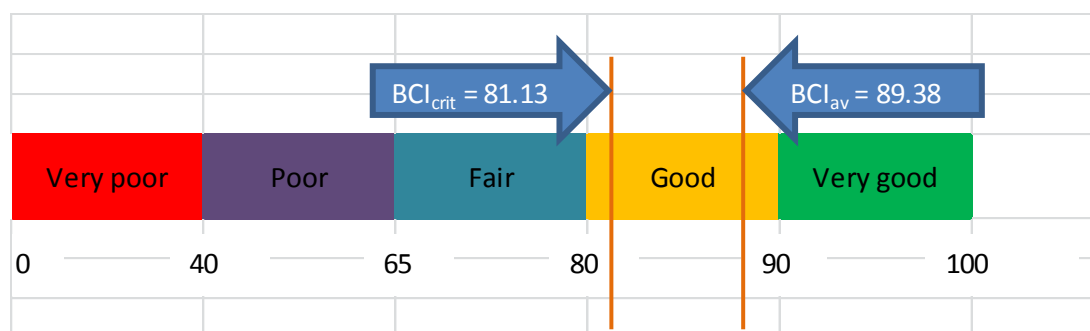 BCIcrit = 81.13
BCIav = 89.38
Very poor
Poor
Fair
Good
Very good
0
40
65
80
90
100